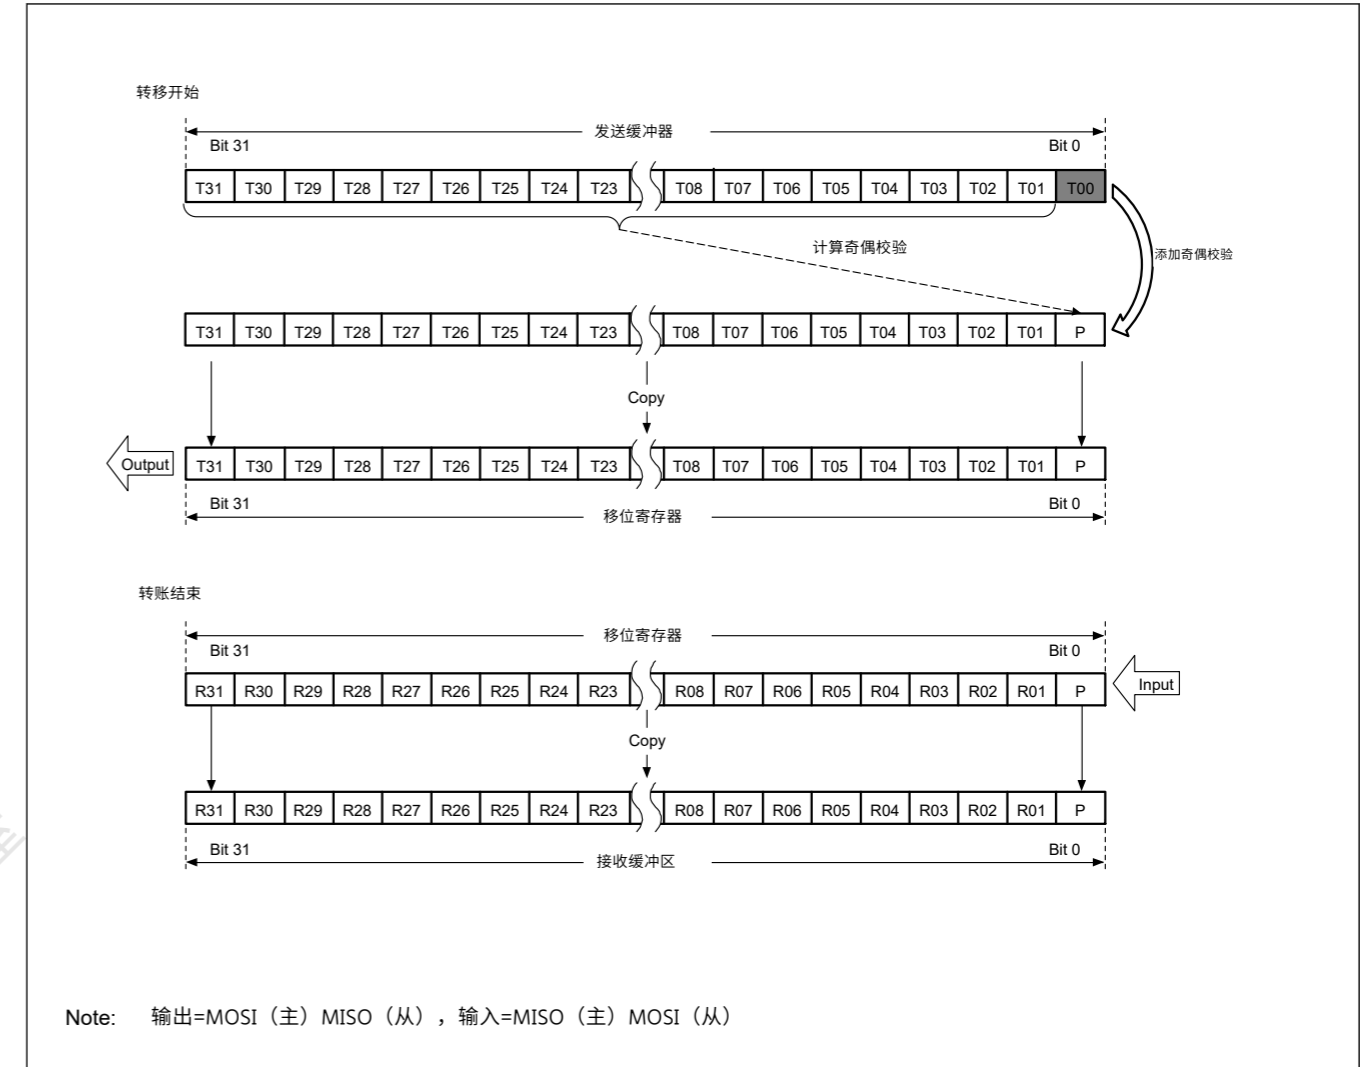 转移开始
发送缓冲器
Bit 31 Bit 0
T31 T30 T29 T28 T27 T26 T25 T24 T23 T08 T07 T06 T05 T04 T03 T02 T01 T00
计算奇偶校验
添加奇偶校验
T31 T30 T29 T28 T27 T26 T25 T24 T23 T08 T07 T06 T05 T04 T03 T02 T01 P
Copy
Output T31 T30 T29 T28 T27 T26 T25 T24 T23 T08 T07 T06 T05 T04 T03 T02 T01 P
Bit 31 Bit 0
移位寄存器
转账结束
移位寄存器
Bit 31 Bit 0
R31 R30 R29 R28 R27 R26 R25 R24 R23 R08 R07 R06 R05 R04 R03 R02 R01 P Input
Copy
R31 R30 R29 R28 R27 R26 R25 R24 R23 R08 R07 R06 R05 R04 R03 R02 R01 P
Bit 31 Bit 0
接收缓冲区
Note: 输出=MOSI（主）MISO（从），输入=MISO（主）MOSI（从）